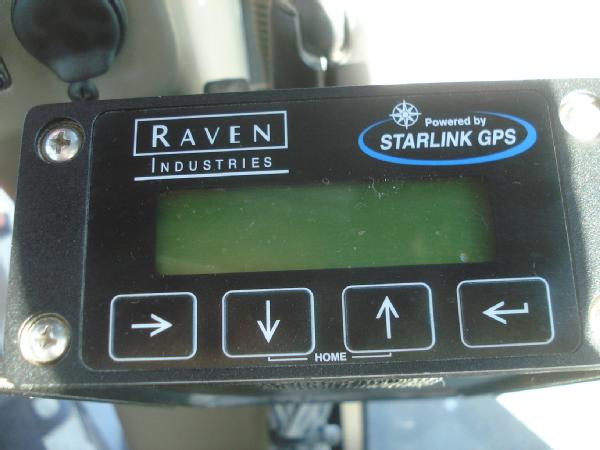 RAVEN
INDUSTRIES
Powered by
STARLINK GPS
HOME